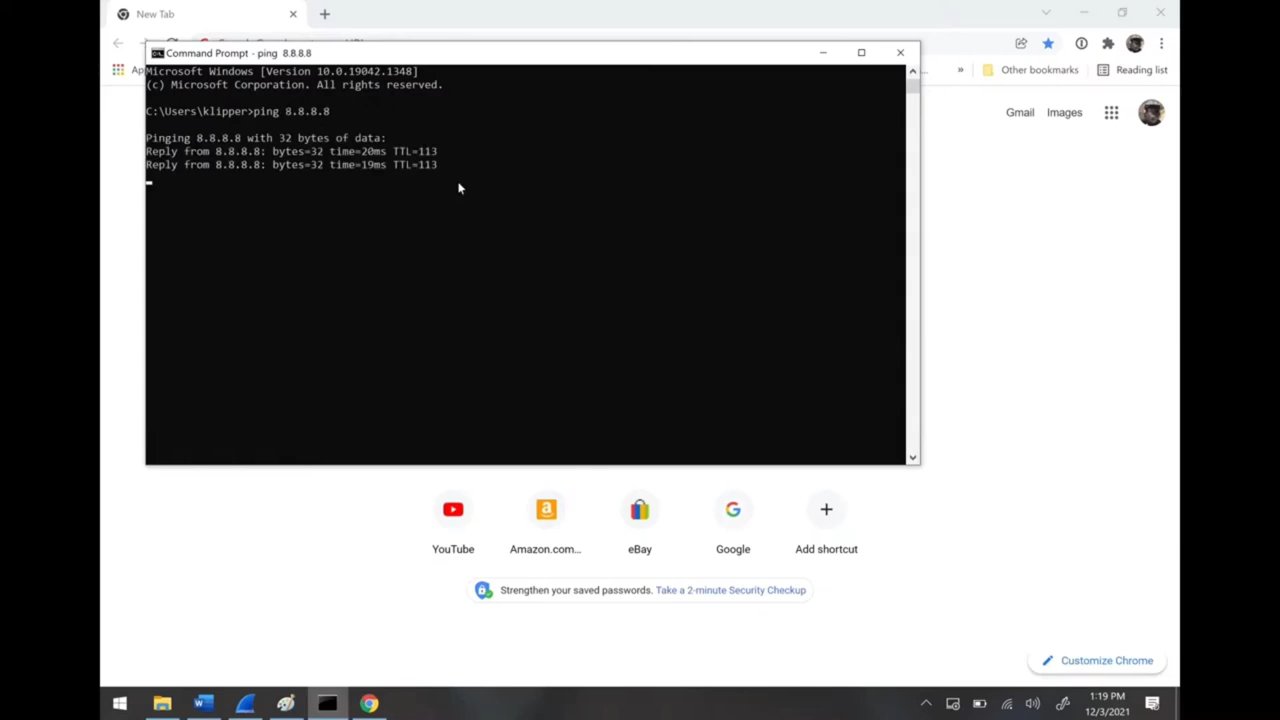 New Tab
Command Prompt - ping 8.8.8.8
Microsoft Windows [Version 10.0.19042.1348]
(c) Microsoft Corporation. All rights reserved.
C:\Users\klipper>ping 8.8.8.8
Pinging 8.8.8.8 with 32 bytes of data:
Reply from 8.8.8.8: bytes=32 time=20ms TTL=113
Reply from 8.8.8.8: bytes=32 time=19ms TTL=113
Other bookmarks
Reading list
Gmail
Images
YouTube
Amazon.com...
eBay
Google
Add shortcut
Strengthen your saved passwords. Take a 2-minute Security Checkup
Customize Chrome
1:19 PM
12/3/2021